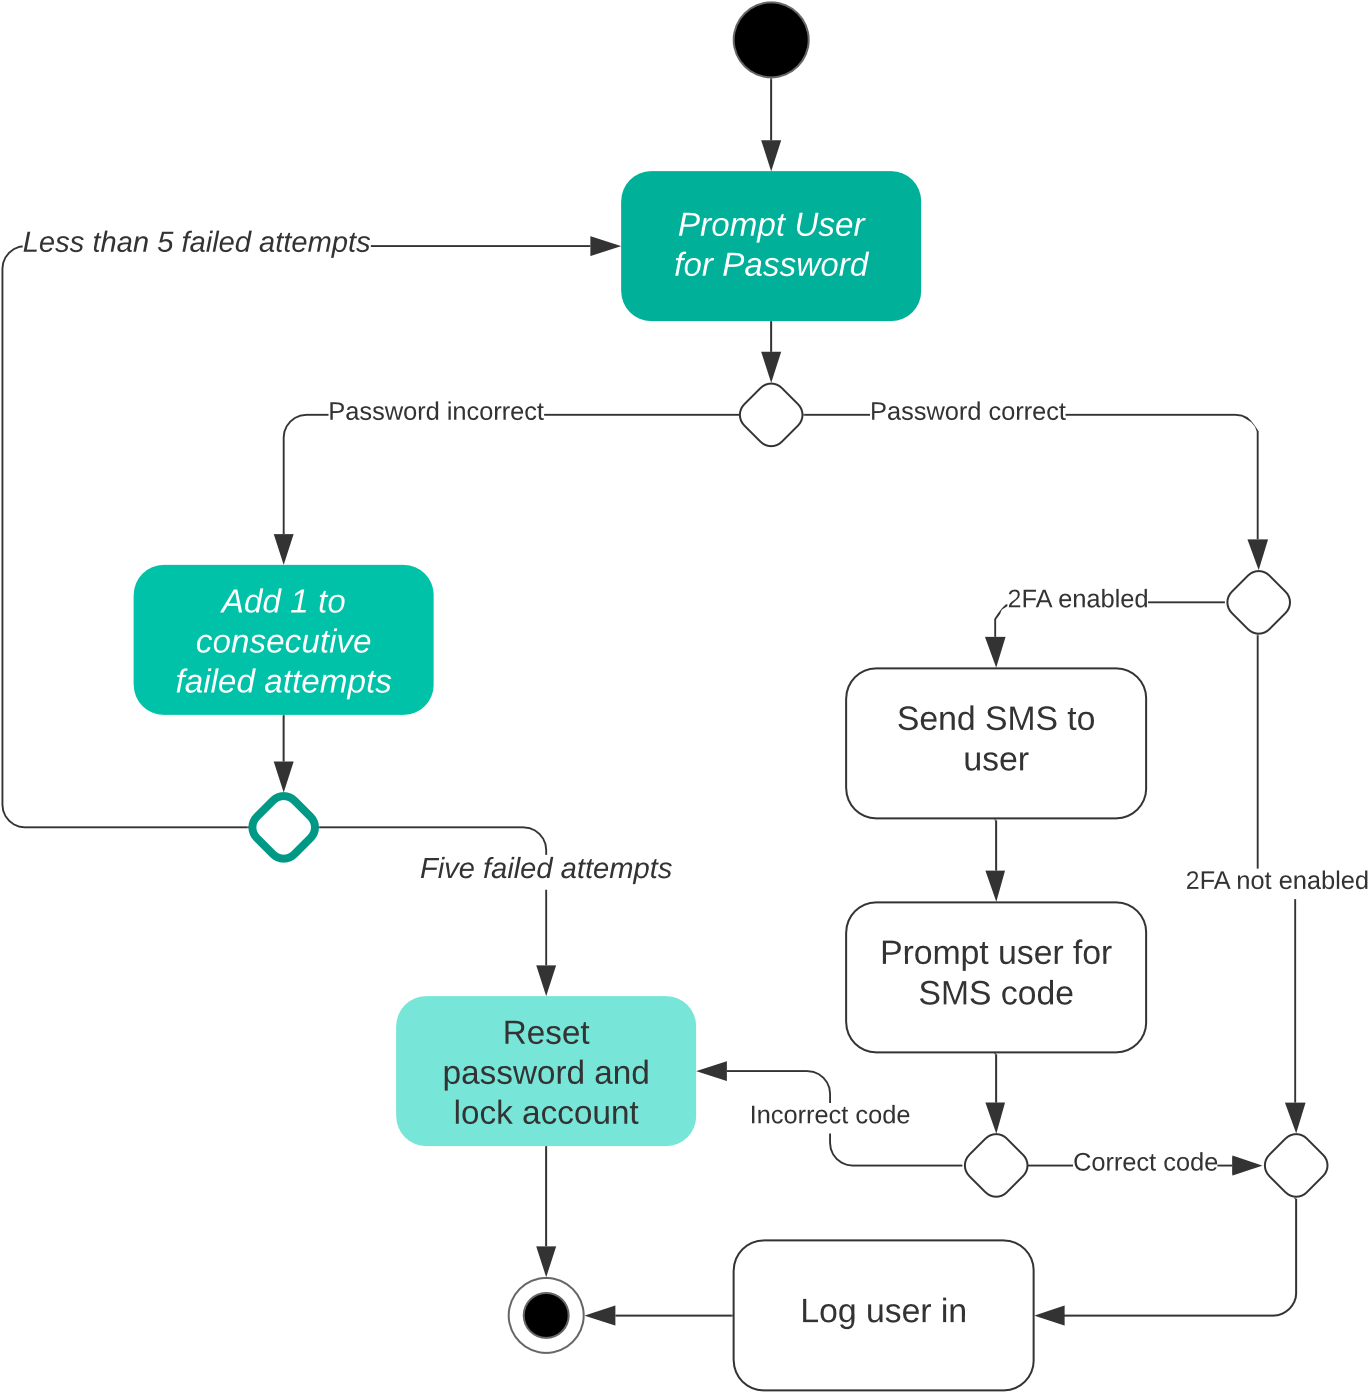 Prompt User
for Password
Less than 5 failed attempts
Password incorrect
Password correct
Add 1 to
consecutive
failed attempts
2FA enabled
Send SMS to
user
Five failed attempts
2FA not enabled
Prompt user for
SMS code
Reset
password and
lock account
Incorrect code
Correct code
Log user in